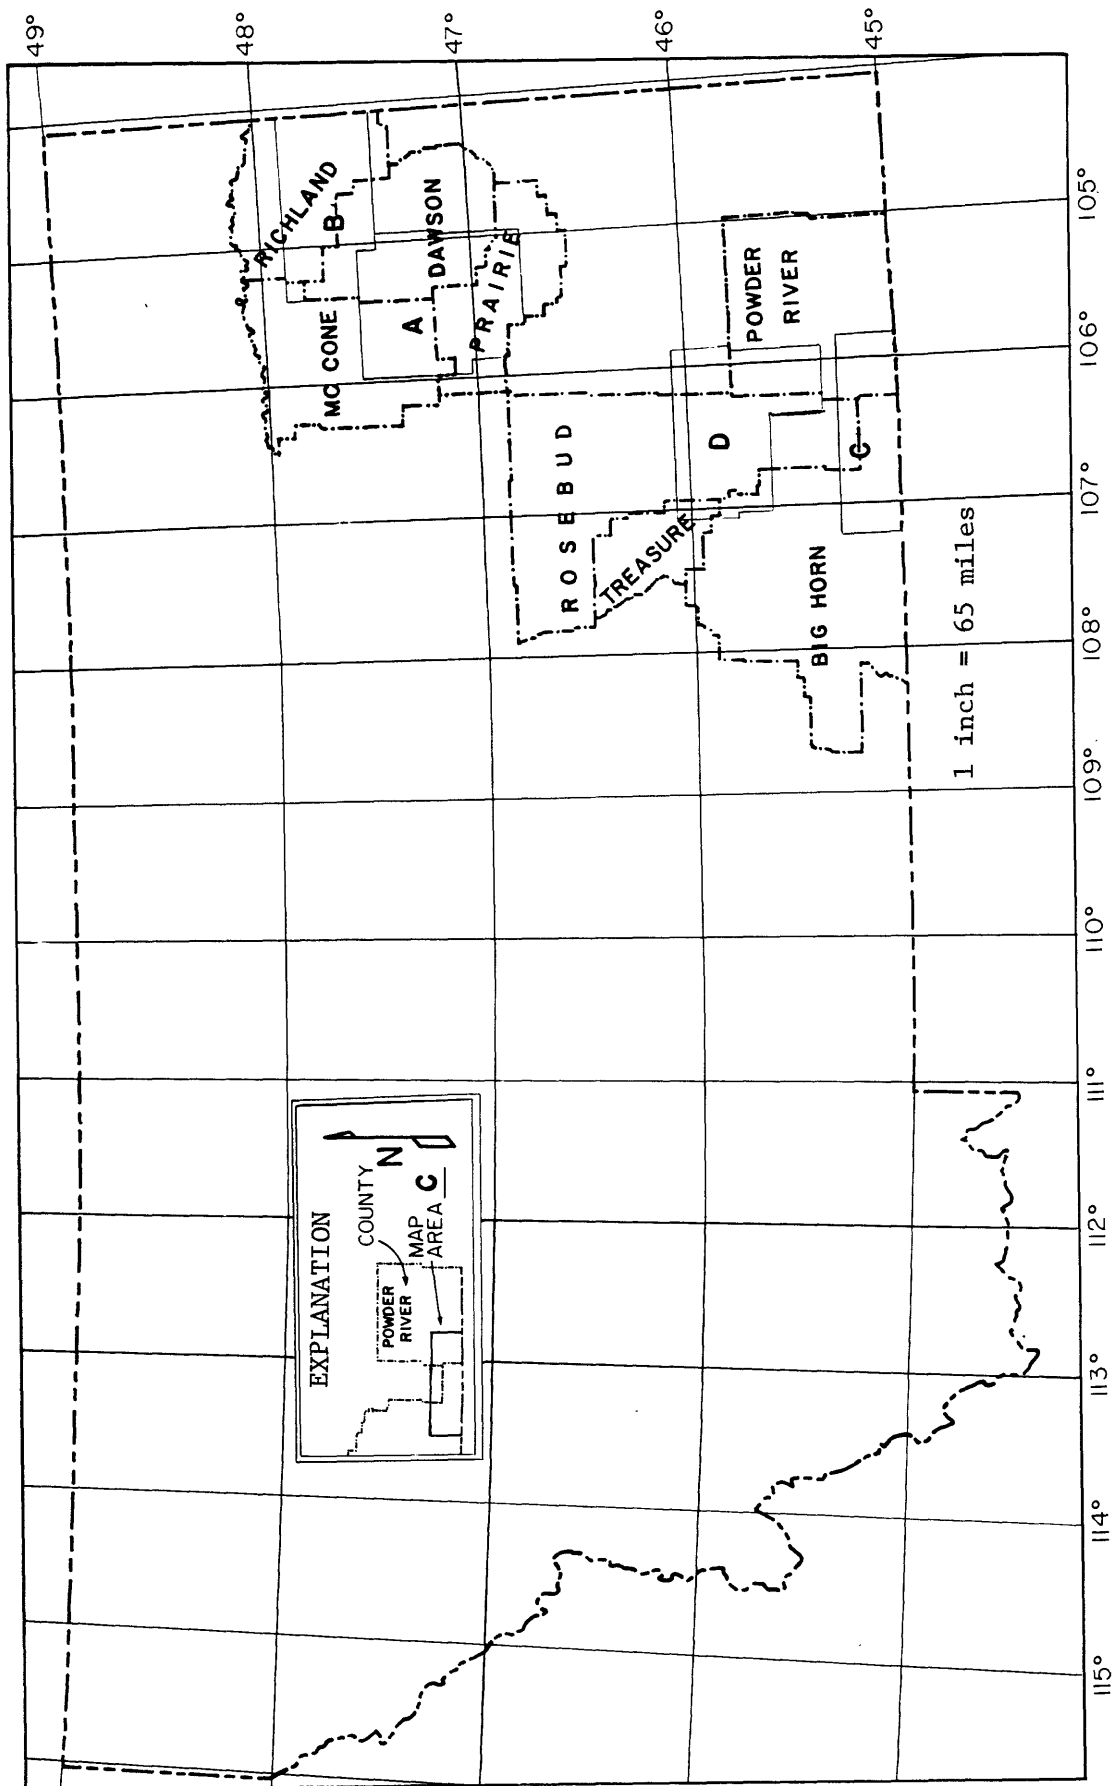 49°
48°
47°
46°
45°
RICHLAND
B
MC CONE
DAWSON
A
PRAIRIE
ROSEBUD
TREASURE
D
POWDER
RIVER
C
BIG HORN
1 inch = 65 miles
EXPLANATION
COUNTY
POWDER
RIVER
MAP
AREA C
N
115°
114°
113°
112°
111°
110°
109°
108°
107°
106°
105°